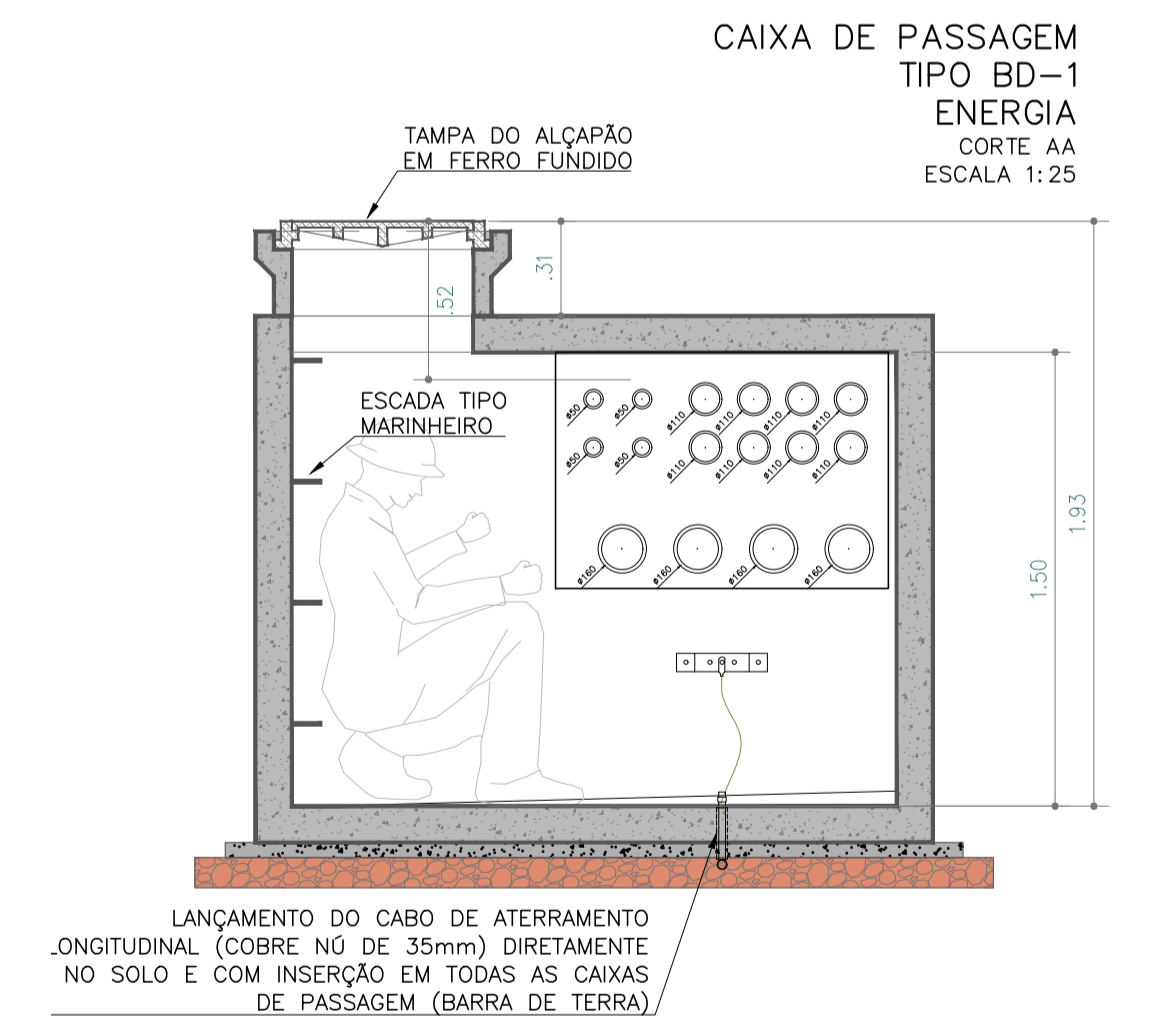 CAIXA DE PASSAGEM
TIPO BD-1
ENERGIA
CORTE AA
ESCALA 1:25
TAMPA DO ALÇAPÃO
EM FERRO FUNDIDO
.31
.52
ESCADA TIPO
MARINHEIRO
ø50 ø50 ø110 ø110 ø110 ø110
ø50 ø50 ø110 ø110 ø110 ø110
ø160 ø160 ø160 ø160
1.93
1.50
LANÇAMENTO DO CABO DE ATERRAMENTO
LONGITUDINAL (COBRE NÚ DE 35mm) DIRETAMENTE
NO SOLO E COM INSERÇÃO EM TODAS AS CAIXAS
DE PASSAGEM (BARRA DE TERRA)